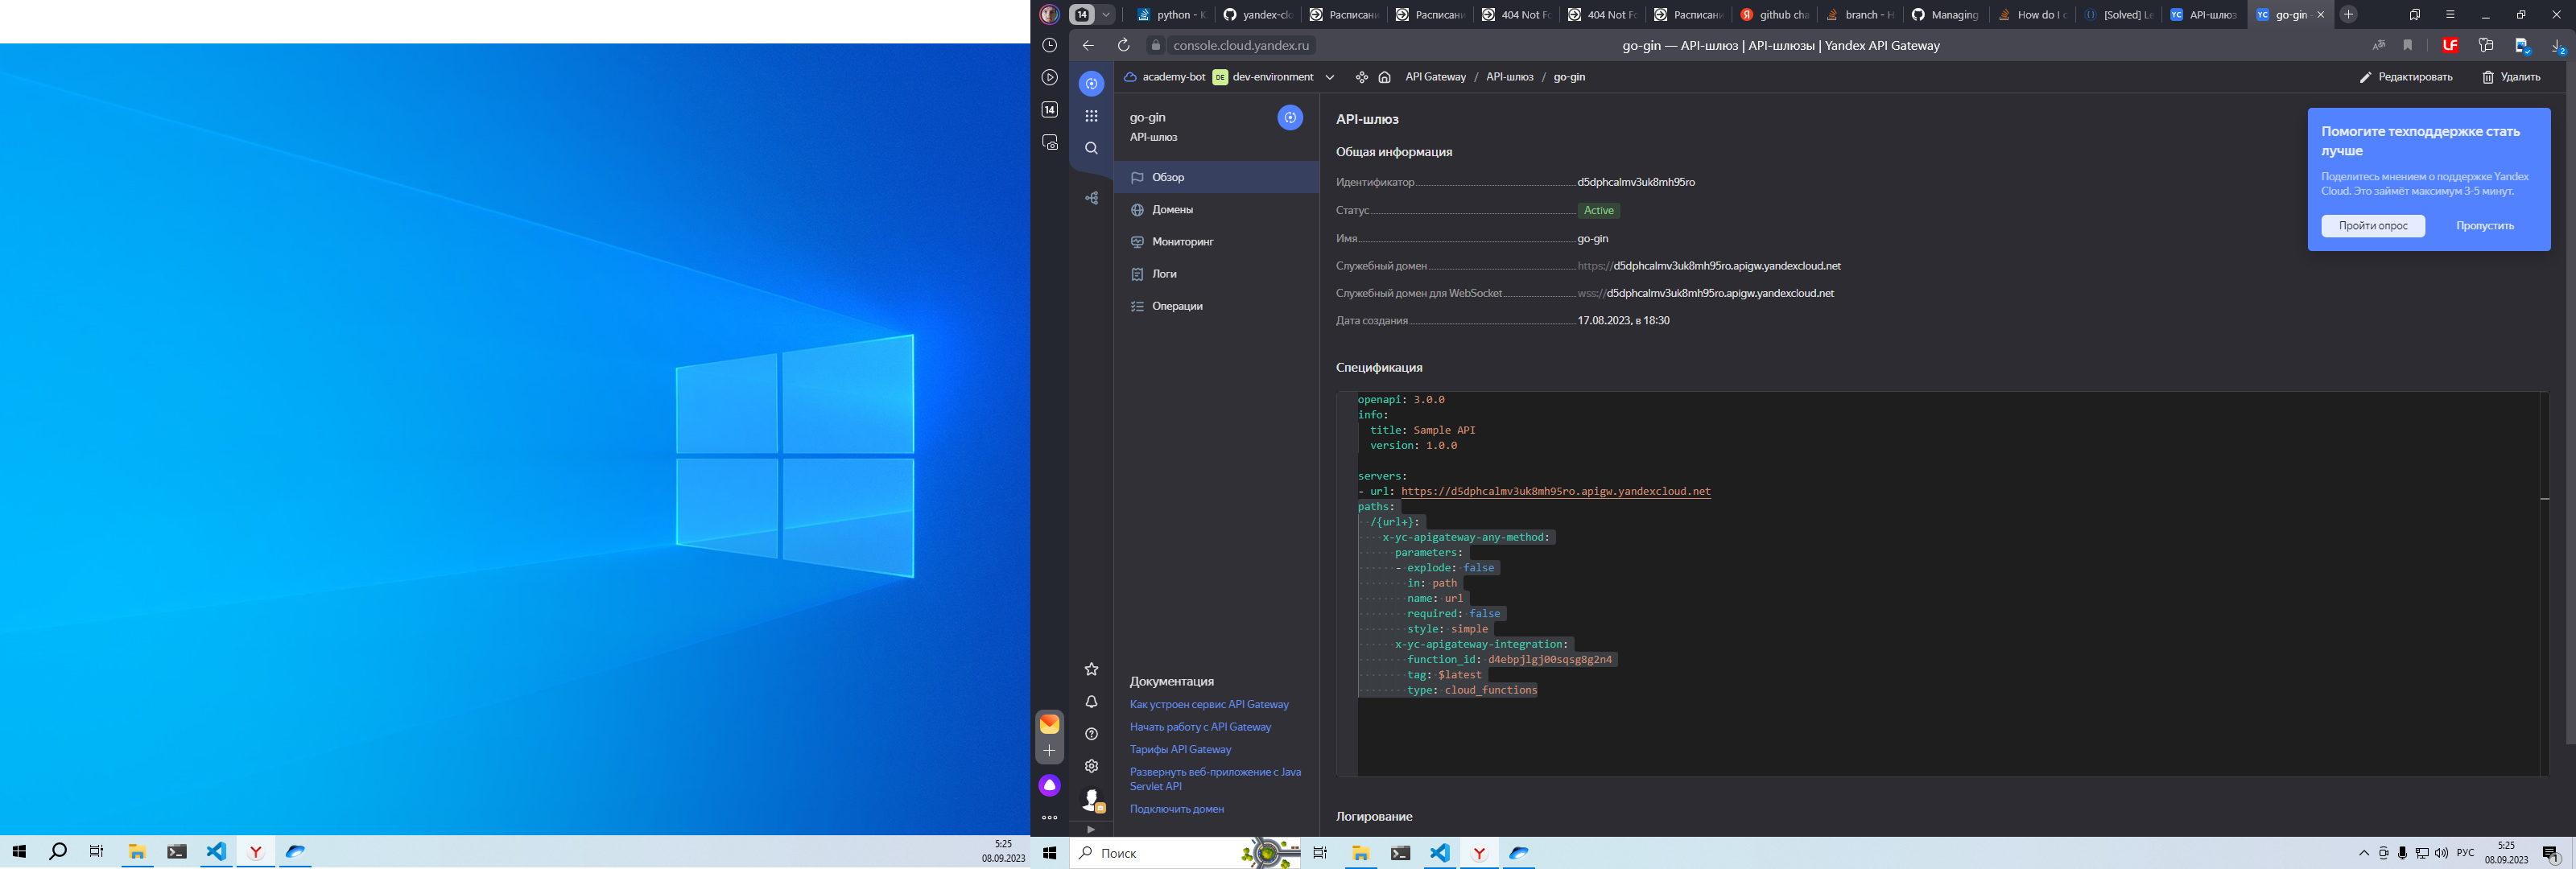 14
python - K
yandex-clo
Расписани
Расписани
404 Not Fo
404 Not Fo
Расписани
github cha
branch - H
Managing
How do I c
[Solved] Le
API-шлюз
go-gin -
console.cloud.yandex.ru
go-gin — API-шлюз | API-шлюзы | Yandex API Gateway
LF
2
14
academy-bot
DE
dev-environment
API Gateway / API-шлюз / go-gin
Редактировать
Удалить
go-gin
API-шлюз
Обзор
Домены
Мониторинг
Логи
Операции
API-шлюз
Общая информация
Идентификатор d5dphcalmv3uk8mh95ro
Статус Active
Имя go-gin
Служебный домен https://d5dphcalmv3uk8mh95ro.apigw.yandexcloud.net
Служебный домен для WebSocket wss://d5dphcalmv3uk8mh95ro.apigw.yandexcloud.net
Дата создания 17.08.2023, в 18:30
Помогите техподдержке стать
лучше
Поделитесь мнением о поддержке Yandex
Cloud. Это займёт максимум 3-5 минут.
Пройти опрос
Пропустить
Спецификация
openapi: 3.0.0
info:
  title: Sample API
  version: 1.0.0
servers:
- url: https://d5dphcalmv3uk8mh95ro.apigw.yandexcloud.net
paths:
  /{url+}:
    x-yc-apigateway-any-method:
      parameters:
      - explode: false
        in: path
        name: url
        required: false
        style: simple
      x-yc-apigateway-integration:
        function_id: d4ebpjlgj00sqsg8g2n4
        tag: $latest
        type: cloud_functions
Документация
Как устроен сервис API Gateway
Начать работу с API Gateway
Тарифы API Gateway
Развернуть веб-приложение с Java
Servlet API
Подключить домен
Логирование
5:25
08.09.2023
Поиск
РУС
5:25
08.09.2023
1